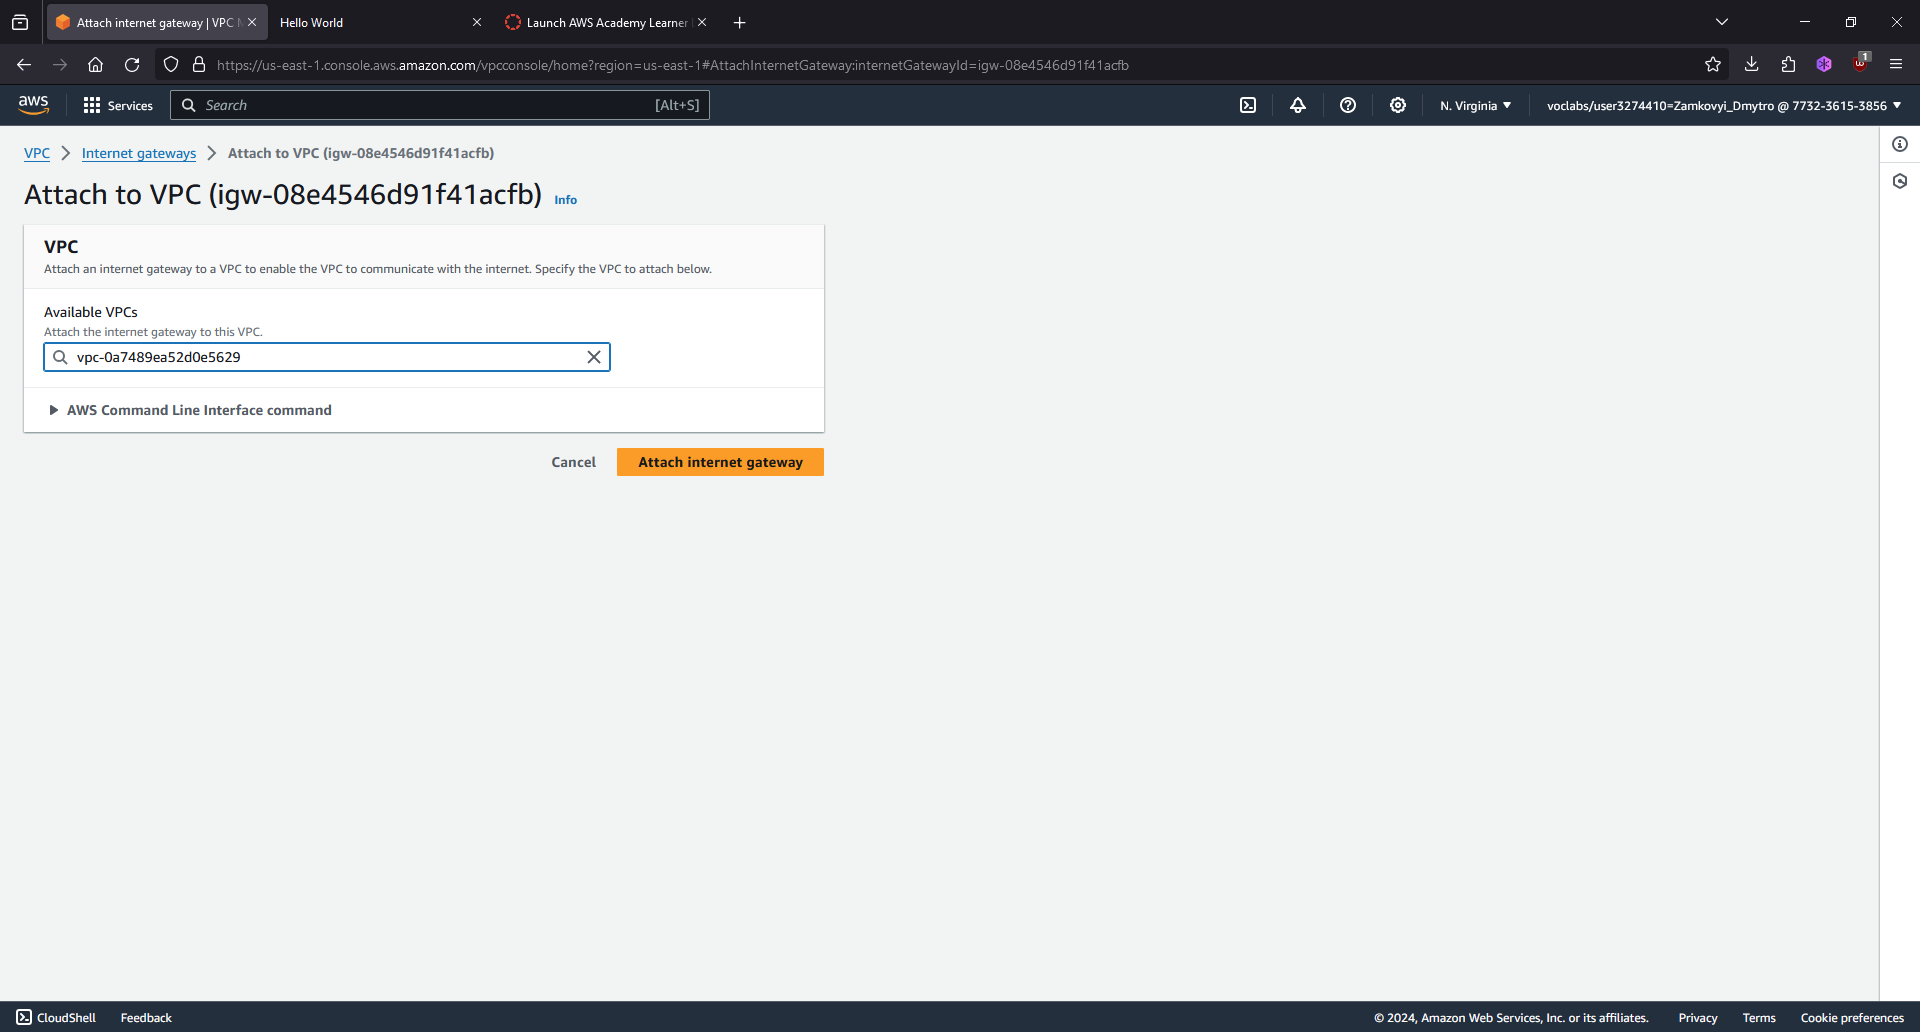 Attach internet gateway | VPC
Hello World
Launch AWS Academy Learner
https://us-east-1.console.aws.amazon.com/vpcconsole/home?region=us-east-1#AttachInternetGateway:internetGatewayId=igw-08e4546d91f41acfb
1
aws
Services
Search
[Alt+S]
N. Virginia
voclabs/user3274410=Zamkovyi_Dmytro @ 7732-3615-3856
VPC
Internet gateways
Attach to VPC (igw-08e4546d91f41acfb)
Attach to VPC (igw-08e4546d91f41acfb)
Info
VPC
Attach an internet gateway to a VPC to enable the VPC to communicate with the internet. Specify the VPC to attach below.
Available VPCs
Attach the internet gateway to this VPC.
vpc-0a7489ea52d0e5629
AWS Command Line Interface command
Cancel
Attach internet gateway
CloudShell
Feedback
© 2024, Amazon Web Services, Inc. or its affiliates.
Privacy
Terms
Cookie preferences